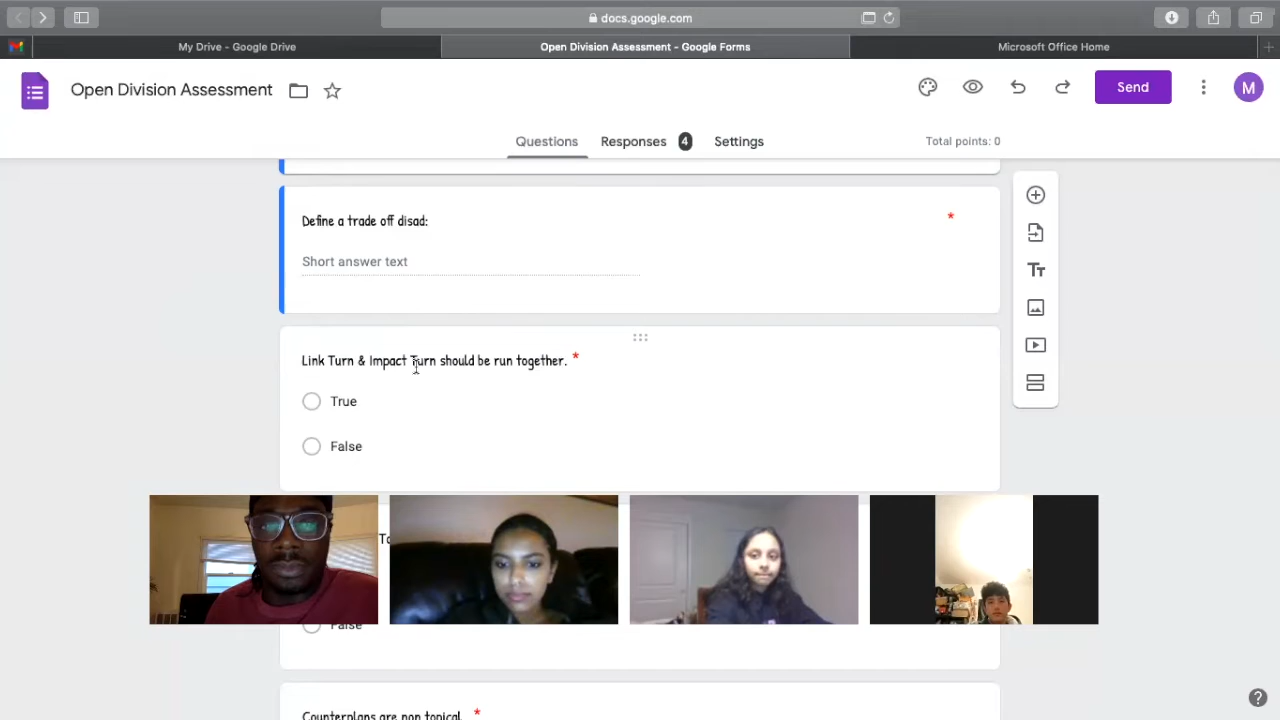 docs.google.com
My Drive - Google Drive
Open Division Assessment - Google Forms
Microsoft Office Home
Open Division Assessment
Send
M
Questions
Responses 4
Settings
Total points: 0
Define a trade off disad: *
Short answer text
Link Turn & Impact Turn should be run together. *
True
False
False
Counterplans are non topical. *